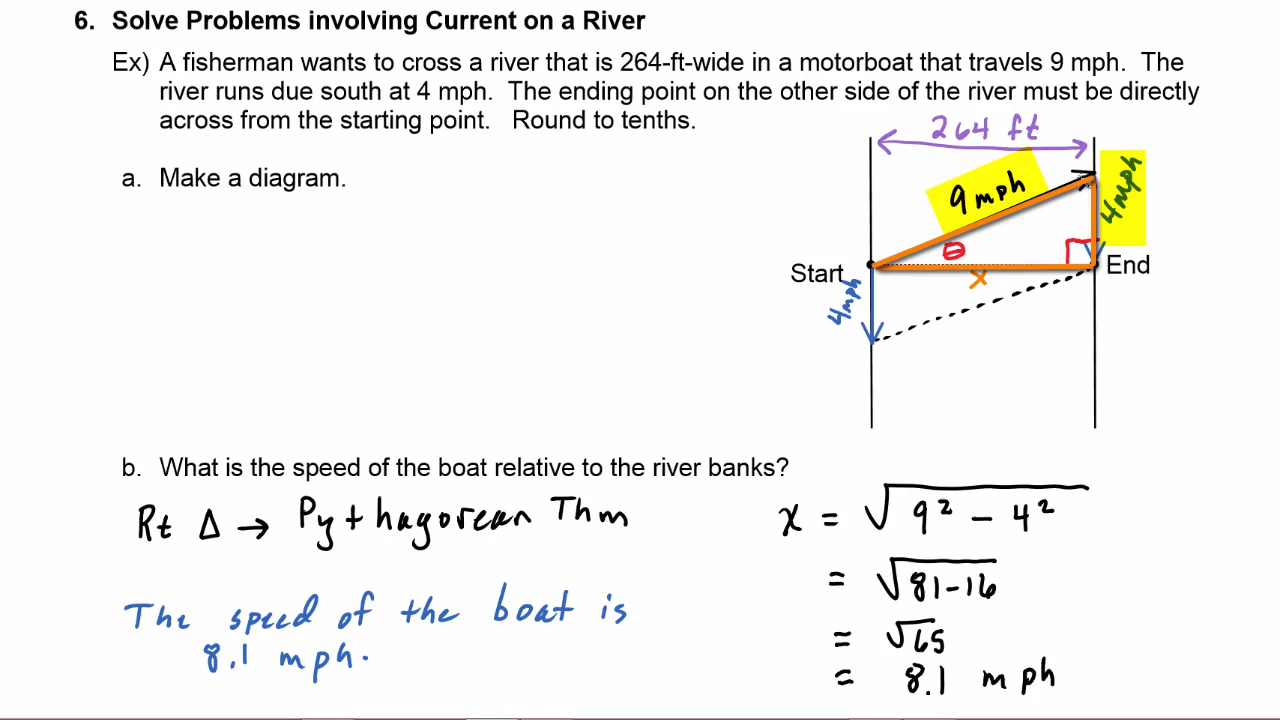 6. Solve Problems involving Current on a River
Ex) A fisherman wants to cross a river that is 264-ft-wide in a motorboat that travels 9 mph. The
river runs due south at 4 mph. The ending point on the other side of the river must be directly
across from the starting point. Round to tenths.
264 ft
a. Make a diagram.
9 mph
4 mph
θ
Start
End
x
4 mph
b. What is the speed of the boat relative to the river banks?
Rt Δ → Pythagorean Thm
x = √9² − 4²
= √81−16
The speed of the boat is
= √65
8.1 mph.
= 8.1 mph